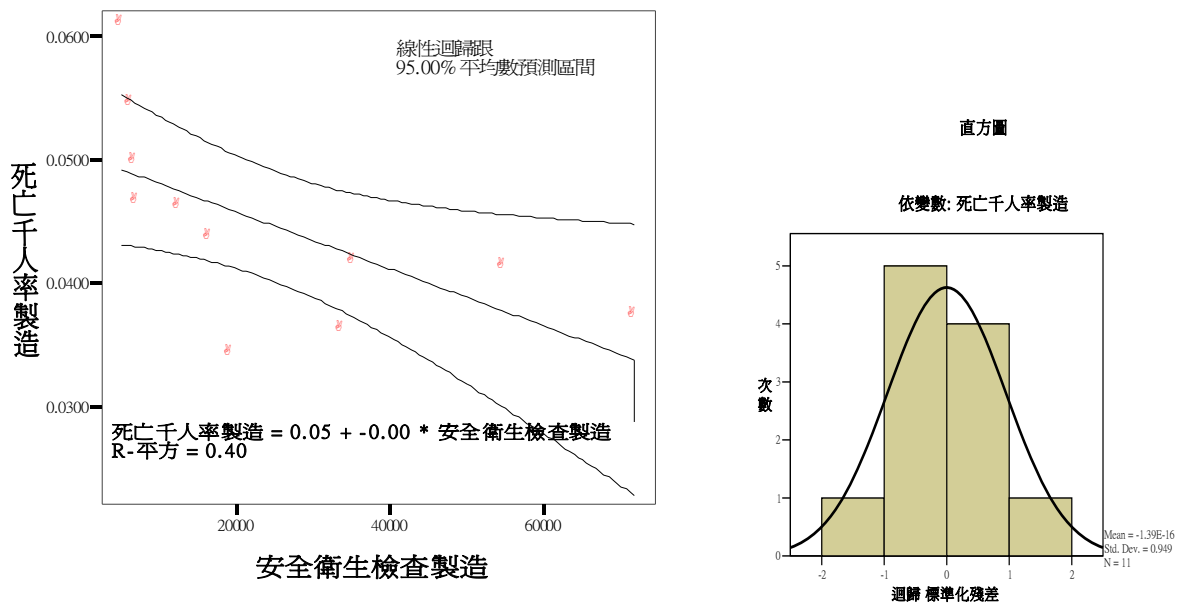 線性迴歸跟
95.00% 平均數預測區間
0.0600
0.0500
0.0400
0.0300
死亡千人率製造
死亡千人率製造 = 0.05 + -0.00 * 安全衛生檢查製造
R-平方 = 0.40
20000
40000
60000
安全衛生檢查製造
直方圖
依變數: 死亡千人率製造
5
4
3
2
1
0
次數
-2
-1
0
1
2
迴歸 標準化殘差
Mean = -1.39E-16
Std. Dev. = 0.949
N = 11